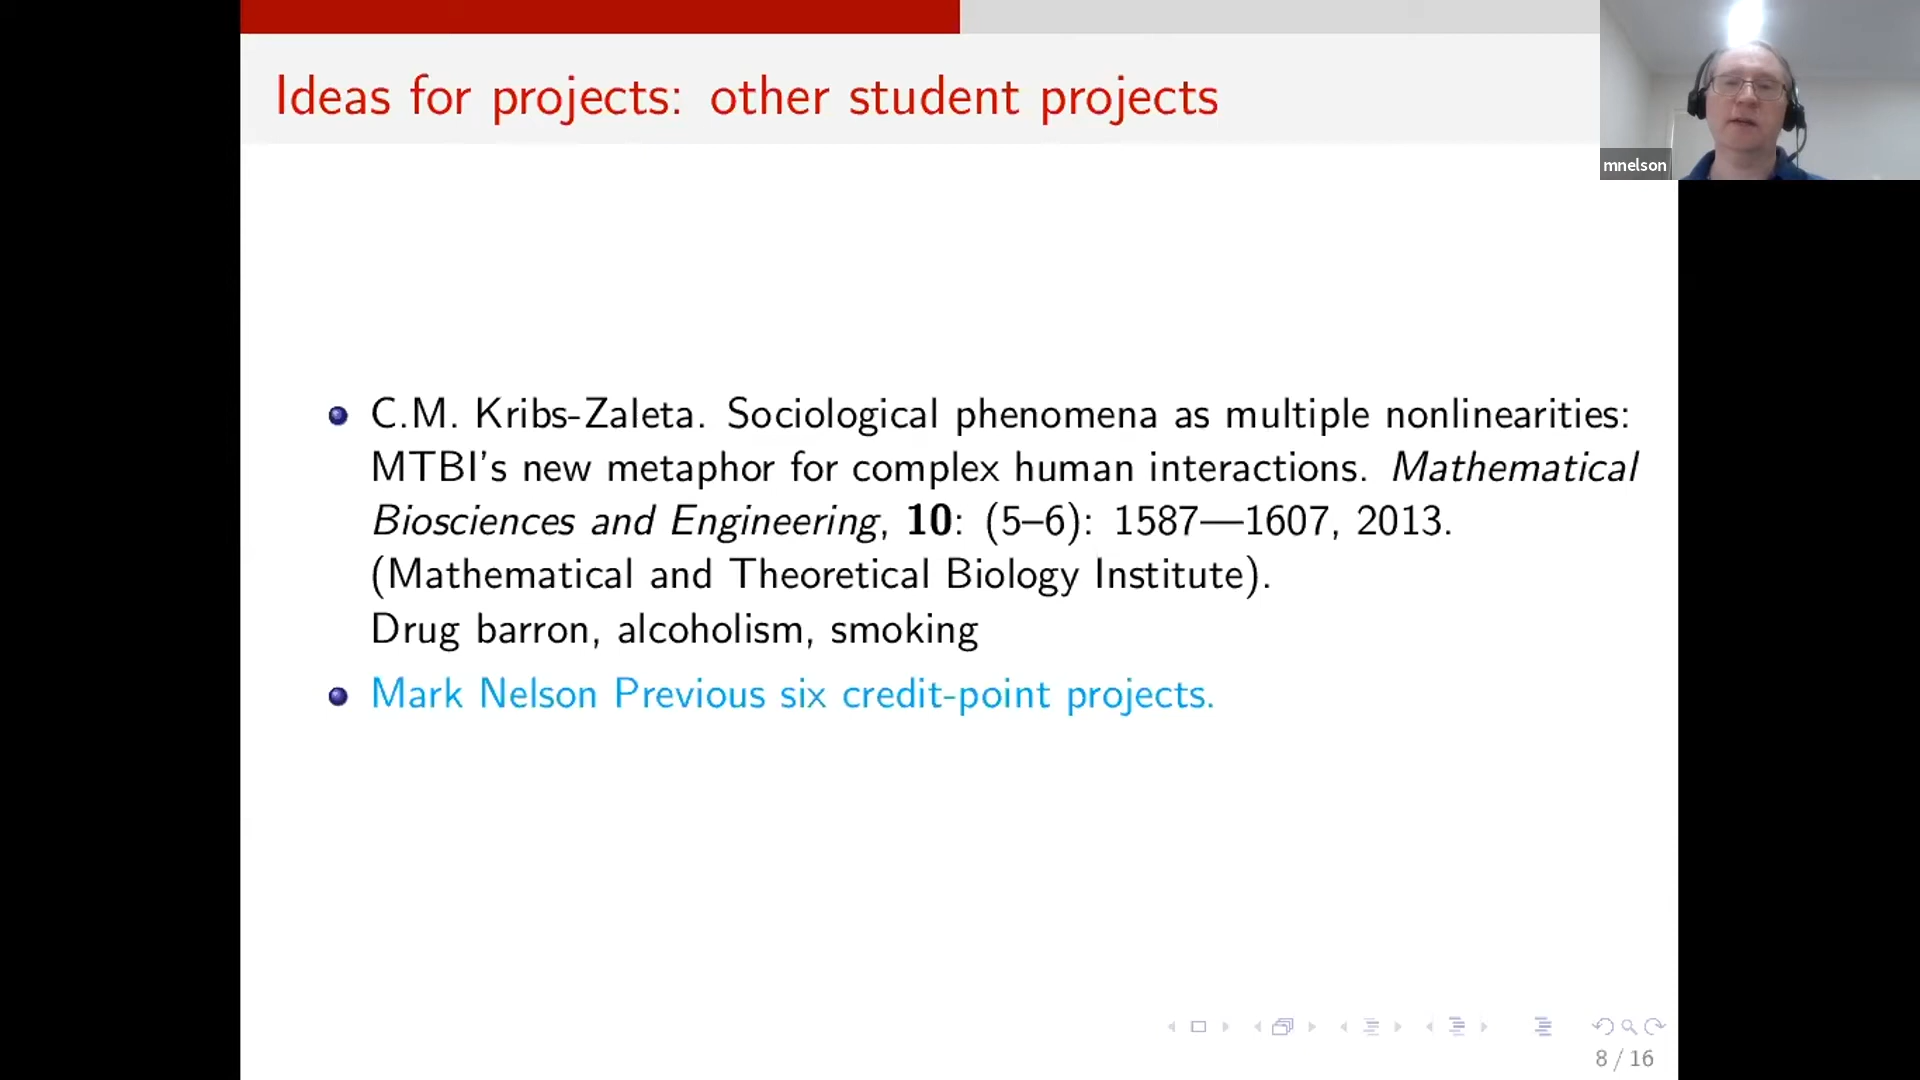 Ideas for projects: other student projects
mnelson
C.M. Kribs-Zaleta. Sociological phenomena as multiple nonlinearities:
MTBI's new metaphor for complex human interactions. Mathematical
Biosciences and Engineering, 10: (5–6): 1587—1607, 2013.
(Mathematical and Theoretical Biology Institute).
Drug barron, alcoholism, smoking
Mark Nelson Previous six credit-point projects.
8 / 16